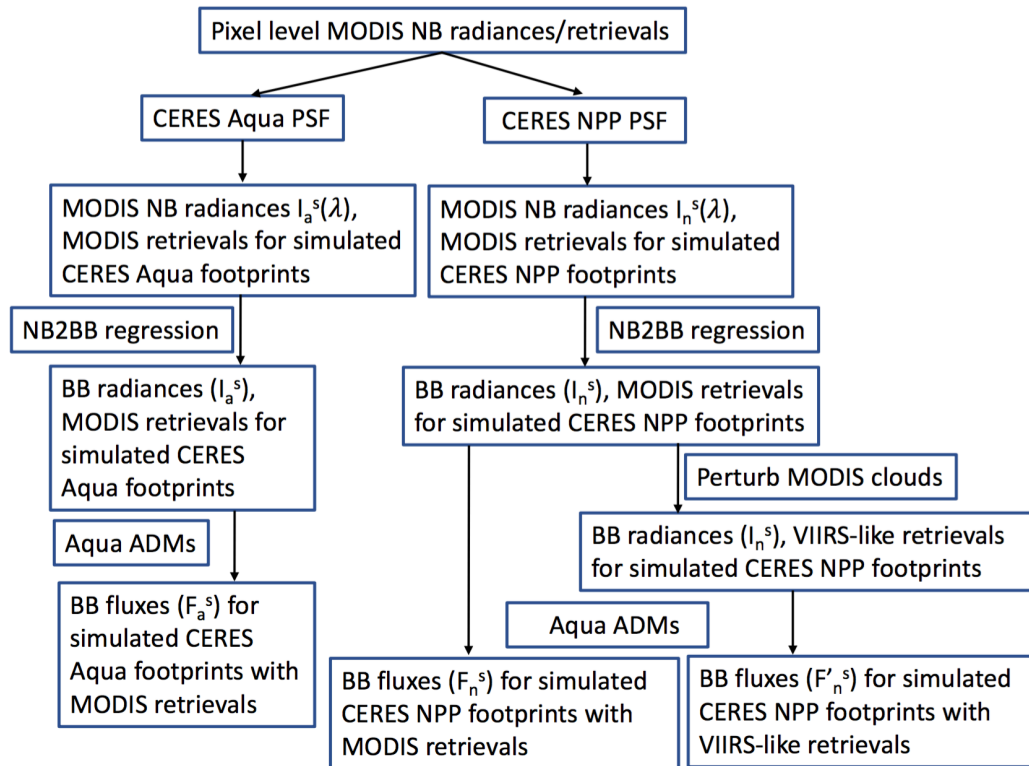 Pixel level MODIS NB radiances/retrievals
CERES Aqua PSF
CERES NPP PSF
MODIS NB radiances Iₐˢ(λ),
MODIS retrievals for simulated
CERES Aqua footprints
MODIS NB radiances Iₙˢ(λ),
MODIS retrievals for simulated
CERES NPP footprints
NB2BB regression
NB2BB regression
BB radiances (Iₐˢ),
MODIS retrievals for
simulated CERES
Aqua footprints
BB radiances (Iₙˢ), MODIS retrievals
for simulated CERES NPP footprints
Perturb MODIS clouds
Aqua ADMs
BB radiances (Iₙˢ), VIIRS-like retrievals
for simulated CERES NPP footprints
BB fluxes (Fₐˢ) for
simulated CERES
Aqua footprints with
MODIS retrievals
Aqua ADMs
BB fluxes (Fₙˢ) for simulated
CERES NPP footprints with
MODIS retrievals
BB fluxes (F’ₙˢ) for simulated
CERES NPP footprints with
VIIRS-like retrievals